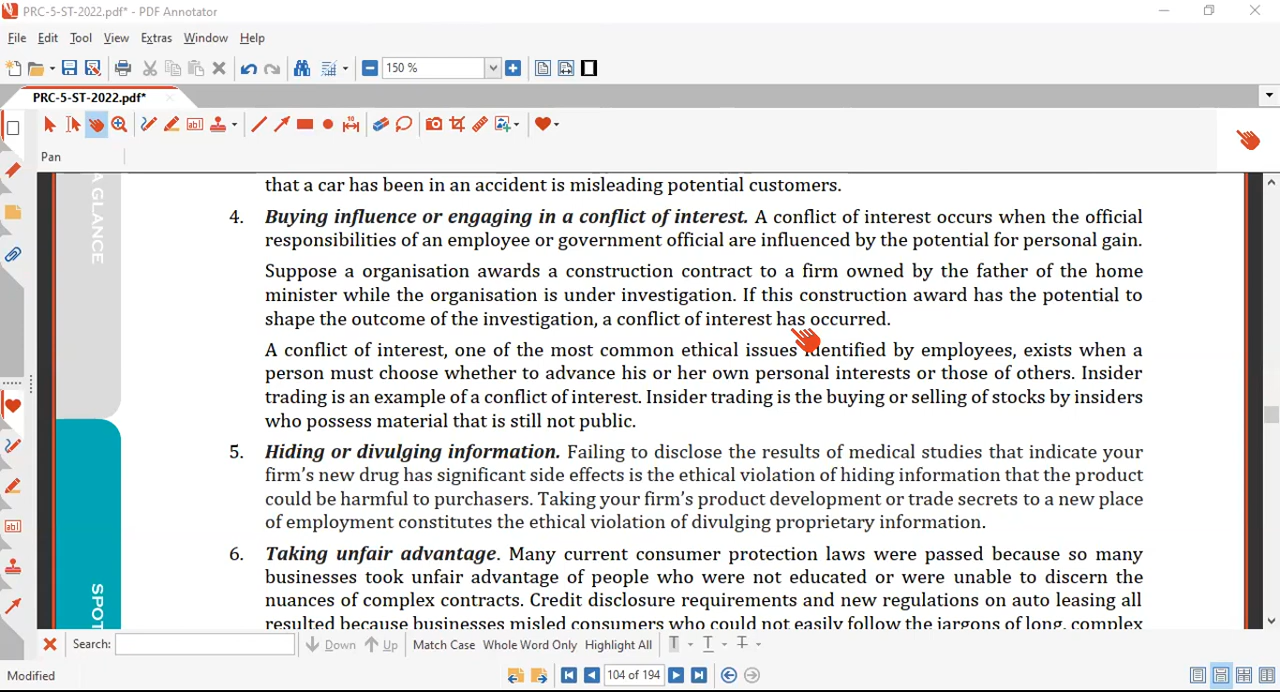 PRC-5-ST-2022.pdf* - PDF Annotator
File Edit Tool View Extras Window Help
150 %
PRC-5-ST-2022.pdf*
Pan
A GLANCE
that a car has been in an accident is misleading potential customers.
4. Buying influence or engaging in a conflict of interest. A conflict of interest occurs when the official
responsibilities of an employee or government official are influenced by the potential for personal gain.
Suppose a organisation awards a construction contract to a firm owned by the father of the home
minister while the organisation is under investigation. If this construction award has the potential to
shape the outcome of the investigation, a conflict of interest has occurred.
A conflict of interest, one of the most common ethical issues identified by employees, exists when a
person must choose whether to advance his or her own personal interests or those of others. Insider
trading is an example of a conflict of interest. Insider trading is the buying or selling of stocks by insiders
who possess material that is still not public.
5. Hiding or divulging information. Failing to disclose the results of medical studies that indicate your
firm's new drug has significant side effects is the ethical violation of hiding information that the product
could be harmful to purchasers. Taking your firm's product development or trade secrets to a new place
of employment constitutes the ethical violation of divulging proprietary information.
SPOT
6. Taking unfair advantage. Many current consumer protection laws were passed because so many
businesses took unfair advantage of people who were not educated or were unable to discern the
nuances of complex contracts. Credit disclosure requirements and new regulations on auto leasing all
resulted because businesses misled consumers who could not easily follow the jargons of long, complex
Search: Down Up Match Case Whole Word Only Highlight All
Modified 104 of 194